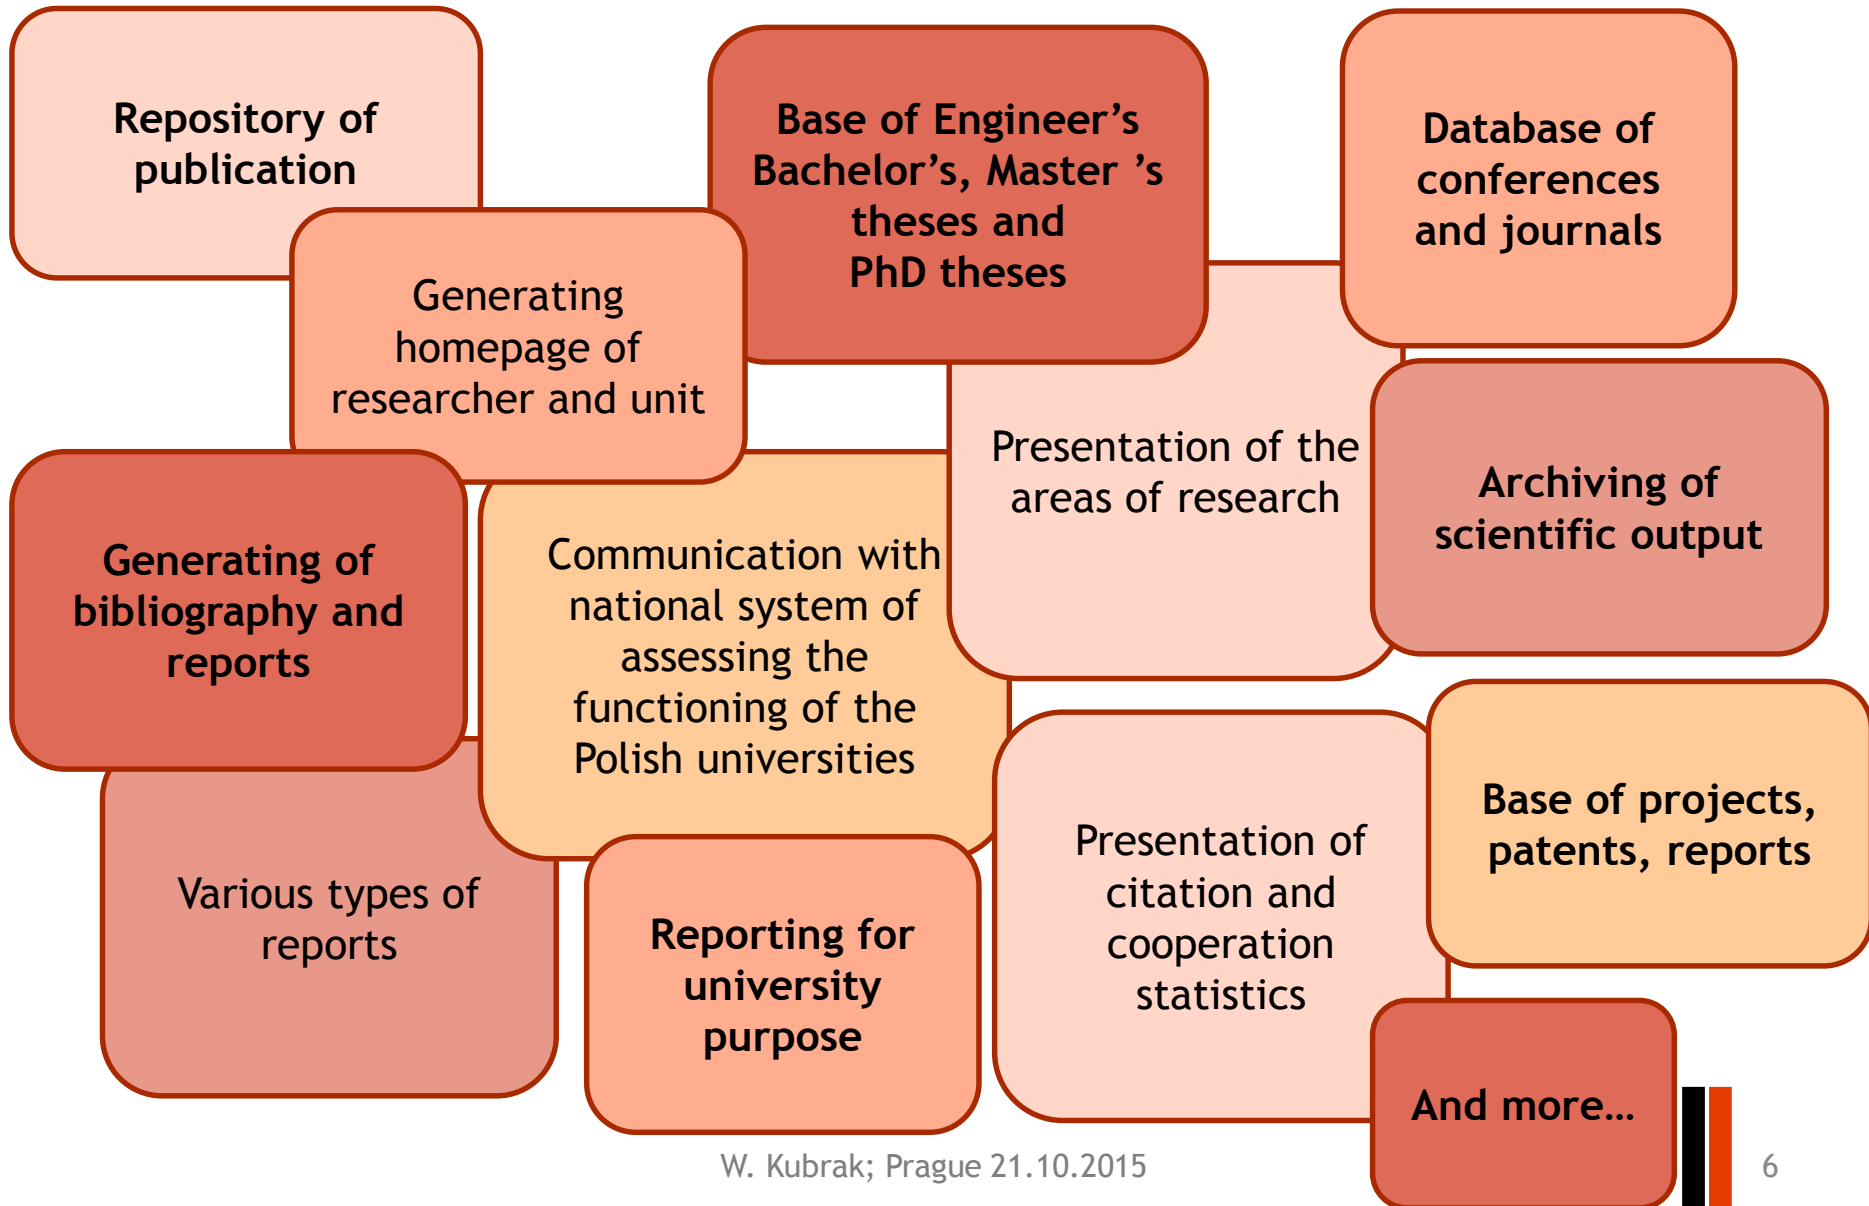 Repository of
publication
Base of Engineer’s
Bachelor’s, Master ’s
theses and
PhD theses
Database of
conferences
and journals
Generating
homepage of
researcher and unit
Presentation of the
areas of research
Archiving of
scientific output
Generating of
bibliography and
reports
Communication with
national system of
assessing the
functioning of the
Polish universities
Base of projects,
patents, reports
Presentation of
citation and
cooperation
statistics
Various types of
reports
Reporting for
university
purpose
And more…
W. Kubrak; Prague 21.10.2015
6